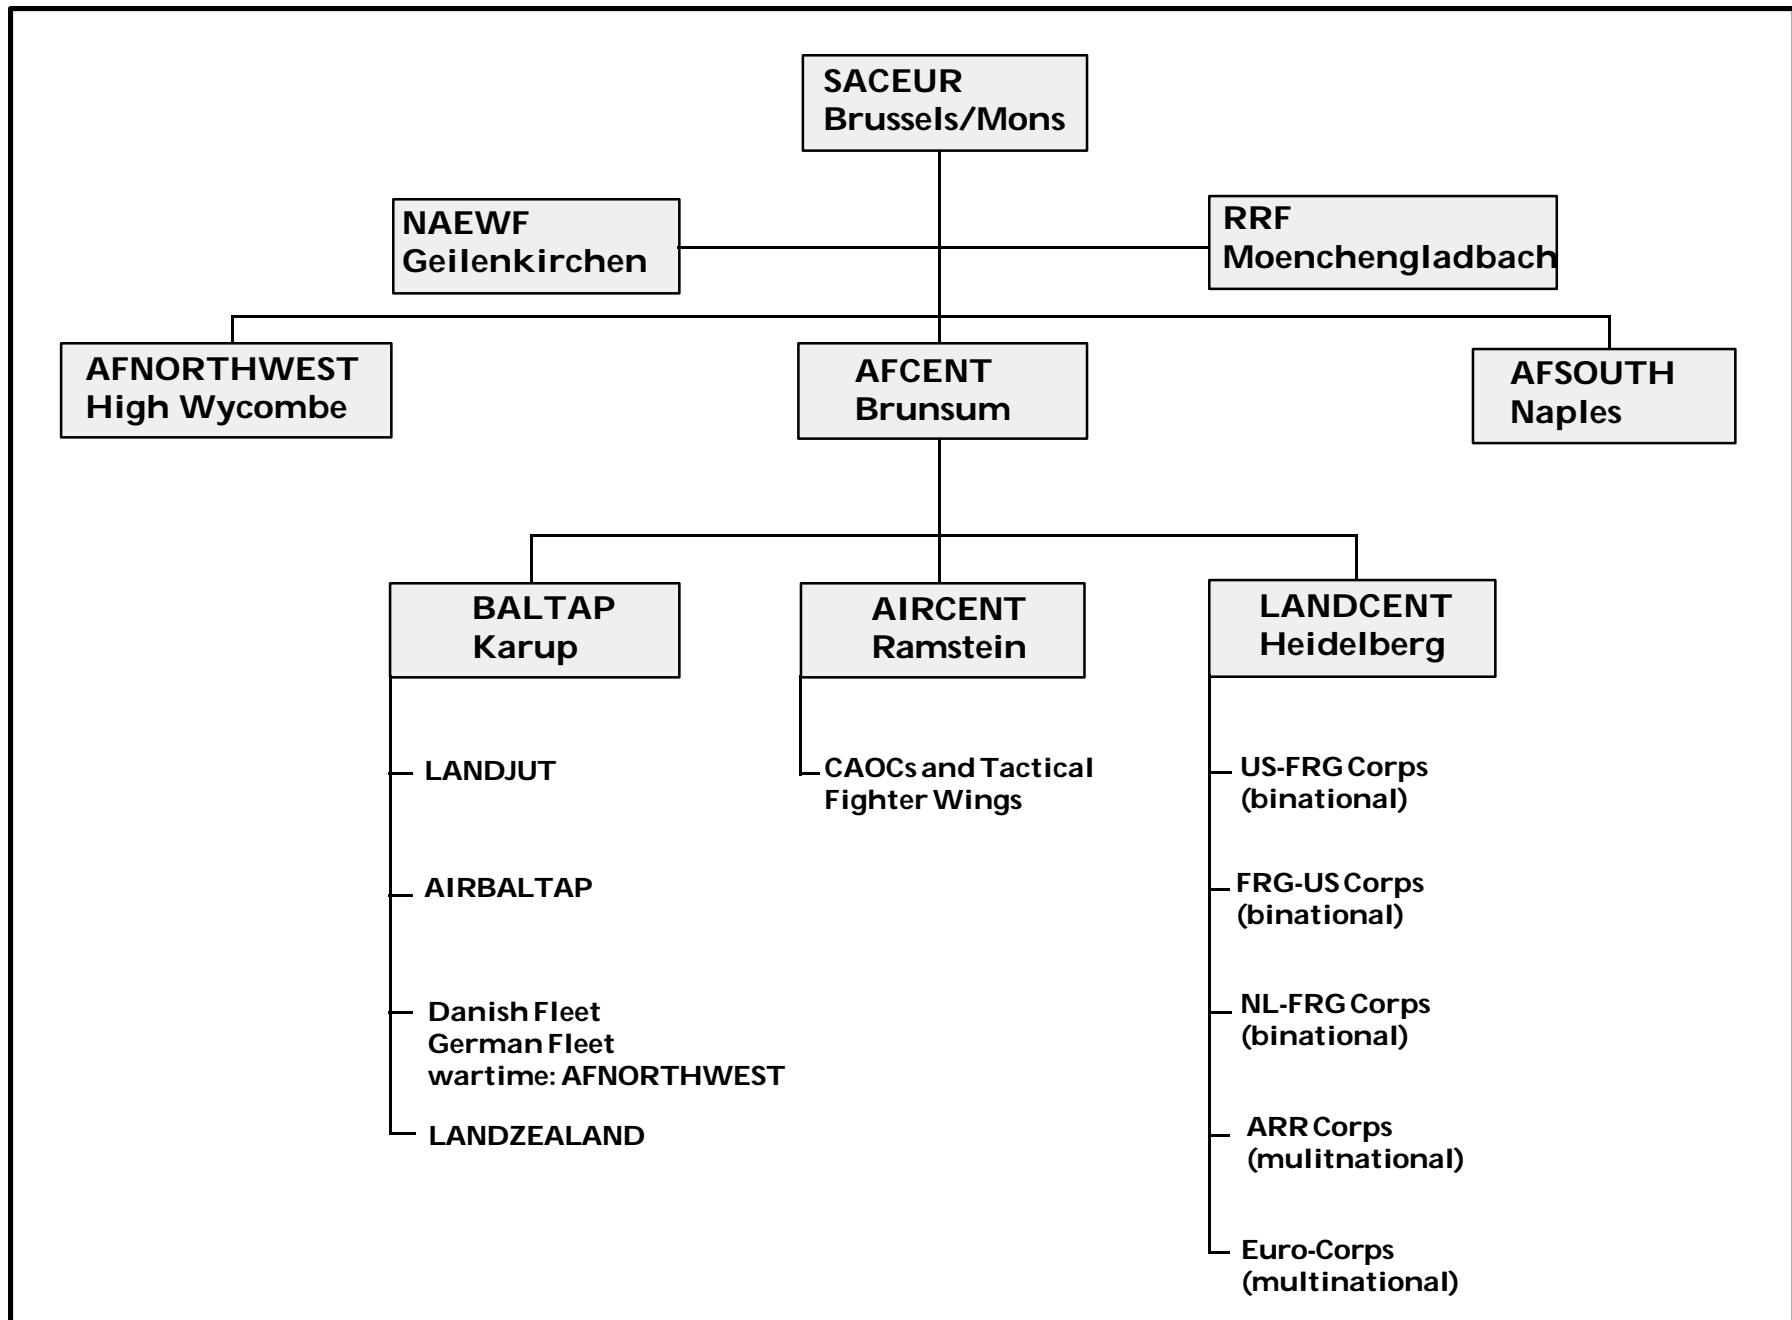 SACEUR
Brussels/Mons
NAEWF
Geilenkirchen
RRF
Moenchengladbach
AFNORTHWEST
High Wycombe
AFCENT
Brunsum
AFSOUTH
Naples
BALTAP
Karup
AIRCENT
Ramstein
LANDCENT
Heidelberg
LANDJUT
AIRBALTAP
Danish Fleet
German Fleet
wartime: AFNORTHWEST
LANDZEALAND
CAOCs and Tactical
Fighter Wings
US-FRG Corps
(binational)
FRG-US Corps
(binational)
NL-FRG Corps
(binational)
ARR Corps
(mulitnational)
Euro-Corps
(multinational)